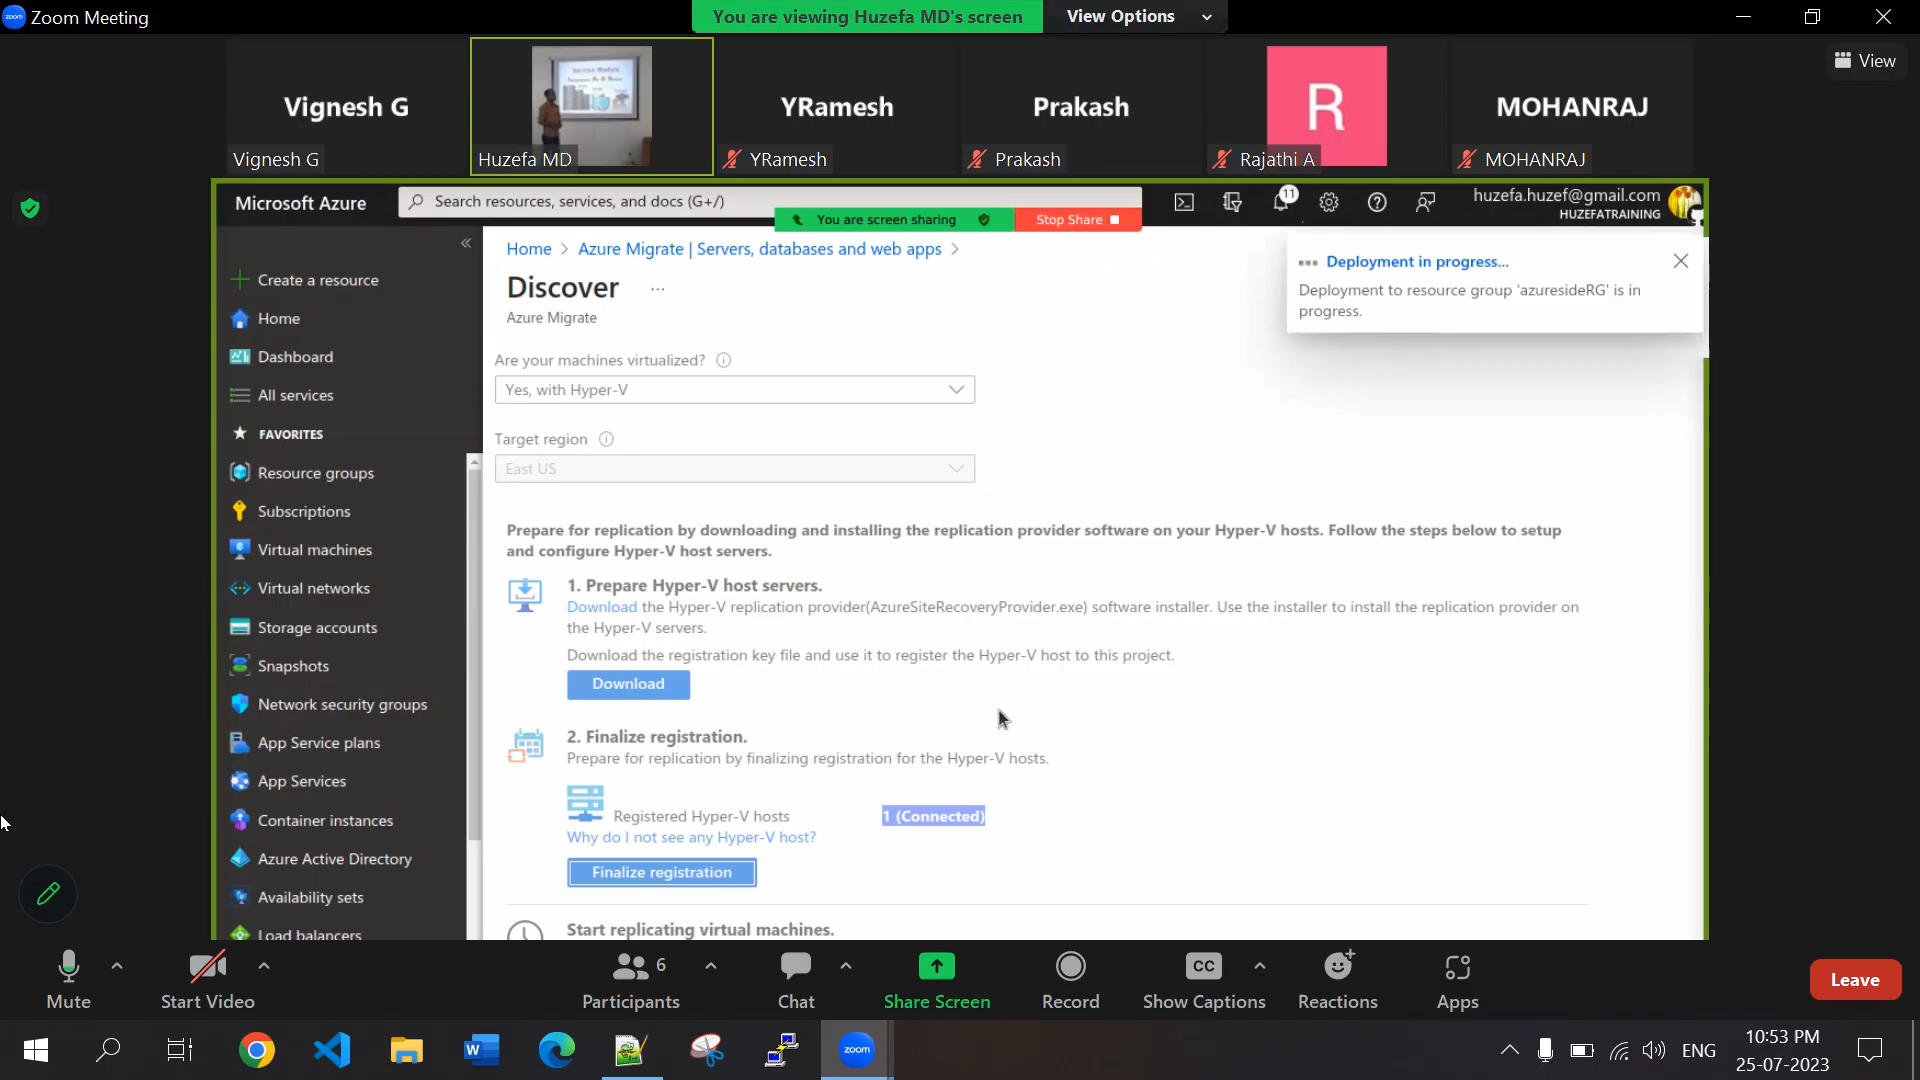 zoom Zoom Meeting
You are viewing Huzefa MD's screen View Options
View
Vignesh G
YRamesh
Prakash
R
MOHANRAJ
Vignesh G
Huzefa MD
YRamesh
Prakash
Rajathi A
MOHANRAJ
Microsoft Azure
Search resources, services, and docs (G+/)
11
huzefa.huzef@gmail.com
HUZEFATRAINING
You are screen sharing Stop Share
Home > Azure Migrate | Servers, databases and web apps >
Discover ...
Azure Migrate
Deployment in progress...
Deployment to resource group 'azuresideRG' is in
progress.
Create a resource
Home
Dashboard
All services
FAVORITES
Resource groups
Subscriptions
Virtual machines
Virtual networks
Storage accounts
Snapshots
Network security groups
App Service plans
App Services
Container instances
Azure Active Directory
Availability sets
Load balancers
Are your machines virtualized?
Yes, with Hyper-V
Target region
East US
Prepare for replication by downloading and installing the replication provider software on your Hyper-V hosts. Follow the steps below to setup
and configure Hyper-V host servers.
1. Prepare Hyper-V host servers.
Download the Hyper-V replication provider(AzureSiteRecoveryProvider.exe) software installer. Use the installer to install the replication provider on
the Hyper-V servers.
Download the registration key file and use it to register the Hyper-V host to this project.
Download
2. Finalize registration.
Prepare for replication by finalizing registration for the Hyper-V hosts.
Registered Hyper-V hosts 1 (Connected)
Why do I not see any Hyper-V host?
Finalize registration
Start replicating virtual machines.
Mute
Start Video
6
Participants
Chat
Share Screen
Record
CC
Show Captions
Reactions
Apps
Leave
W
zoom
ENG
10:53 PM
25-07-2023